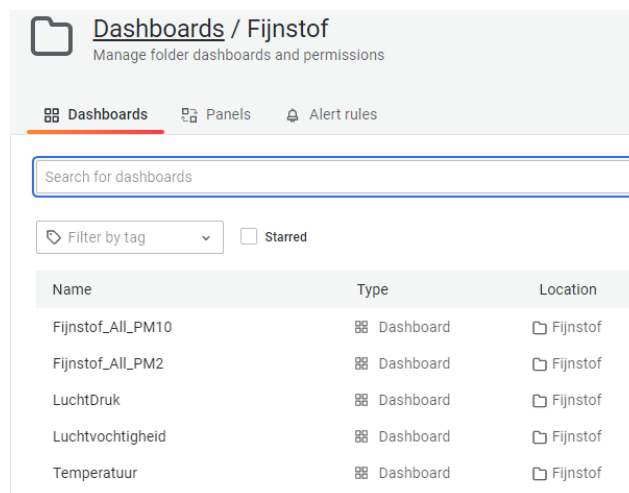 Dashboards / Fijnstof
Manage folder dashboards and permissions
Dashboards Panels Alert rules
Search for dashboards
Filter by tag Starred
Name Type Location
Fijnstof_All_PM10 Dashboard Fijnstof
Fijnstof_All_PM2 Dashboard Fijnstof
LuchtDruk Dashboard Fijnstof
Luchtvochtigheid Dashboard Fijnstof
Temperatuur Dashboard Fijnstof